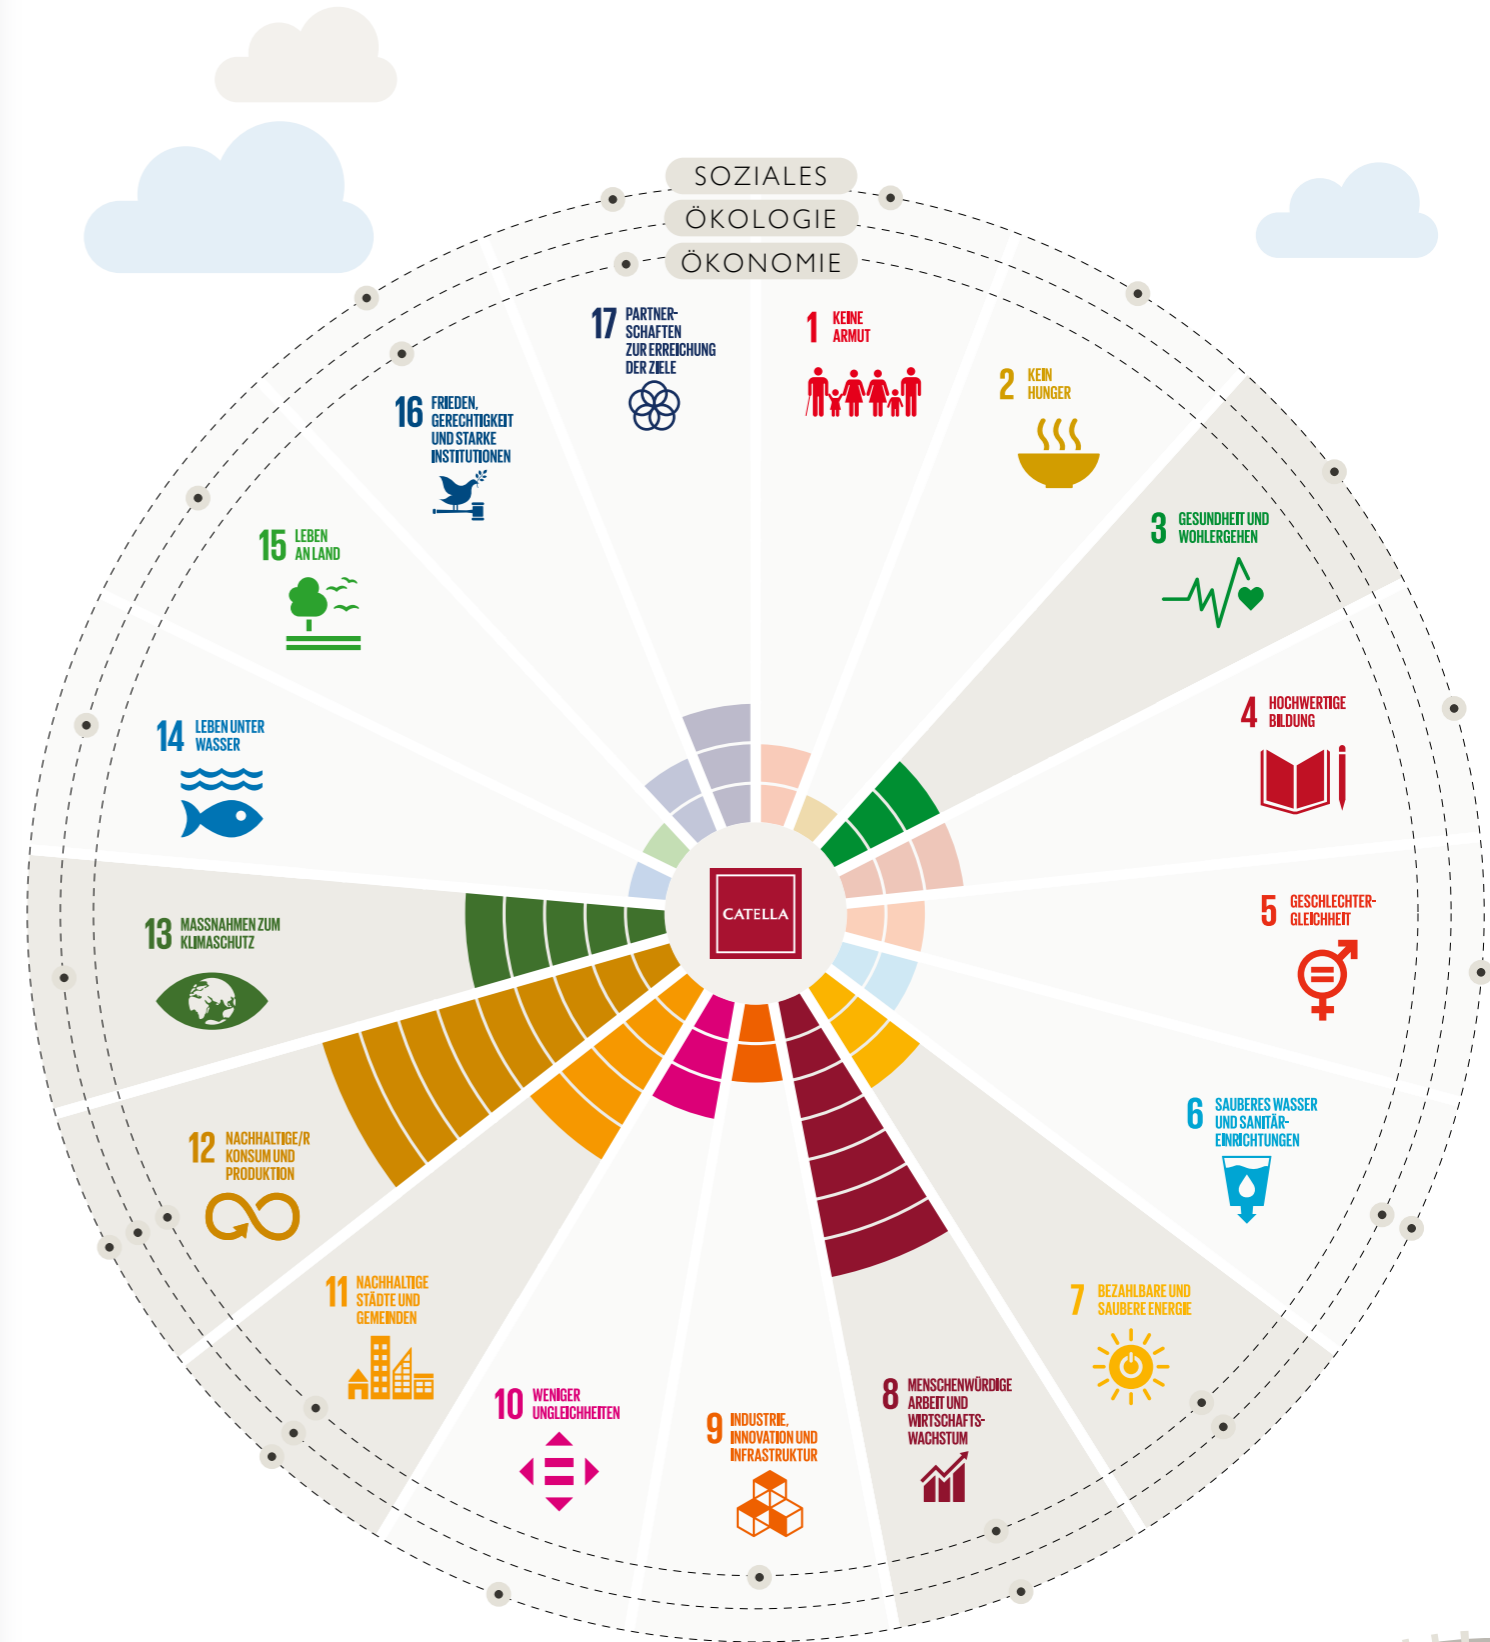 SOZIALES
ÖKOLOGIE
ÖKONOMIE
1 KEINE
ARMUT
2 KEIN
HUNGER
3 GESUNDHEIT UND
WOHLERGEHEN
4 HOCHWERTIGE
BILDUNG
5 GESCHLECHTER-
GLEICHHEIT
6 SAUBERES WASSER
UND SANITÄR-
EINRICHTUNGEN
7 BEZAHLBARE UND
SAUBERE ENERGIE
8 MENSCHENWÜRDIGE
ARBEIT UND
WIRTSCHAFTS-
WACHSTUM
9 INDUSTRIE,
INNOVATION UND
INFRASTRUKTUR
10 WENIGER
UNGLEICHHEITEN
11 NACHHALTIGE
STÄDTE UND
GEMEINDEN
12 NACHHALTIGE/R
KONSUM UND
PRODUKTION
13 MASSNAHMEN ZUM
KLIMASCHUTZ
14 LEBEN UNTER
WASSER
15 LEBEN
AN LAND
16 FRIEDEN,
GERECHTIGKEIT
UND STARKE
INSTITUTIONEN
17 PARTNER-
SCHAFTEN
ZUR ERREICHUNG
DER ZIELE
CATELLA